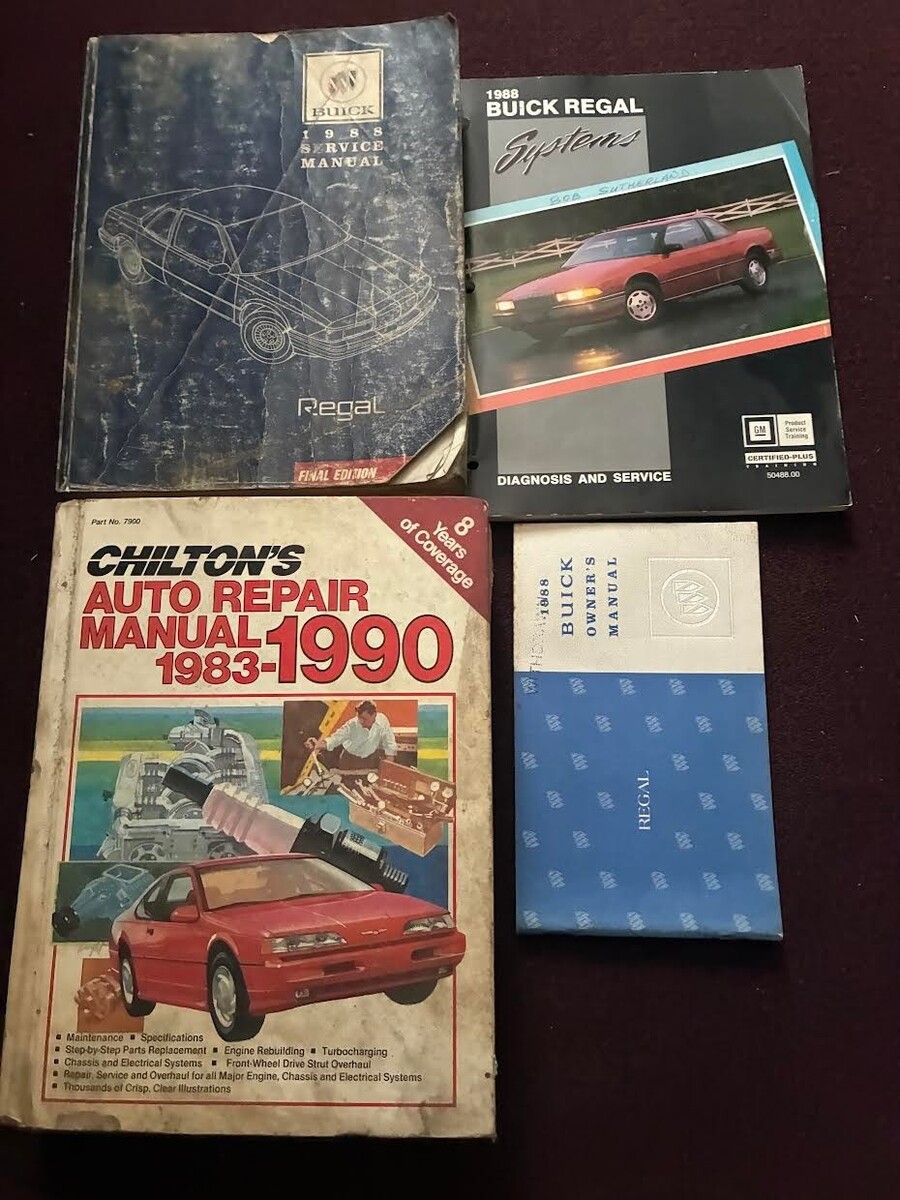 BUICK
1988
SERVICE
MANUAL
Regal
FINAL EDITION
1988
BUICK REGAL
Systems
BOB SUTHERLAND
GM
Product
Service
Training
CERTIFIED-PLUS
TRAINING
50488.00
DIAGNOSIS AND SERVICE
Part No. 7900
8
Years
of Coverage
CHILTON'S
AUTO REPAIR
MANUAL
1983-1990
Maintenance ▪ Specifications
Step-by-Step Parts Replacement ▪ Engine Rebuilding ▪ Turbocharging
Chassis and Electrical Systems ▪ Front-Wheel Drive Strut Overhaul
Repair, Service and Overhaul for all Major Engine, Chassis and Electrical Systems
Thousands of Crisp, Clear Illustrations
1988
BUICK
OWNER'S
MANUAL
REGAL